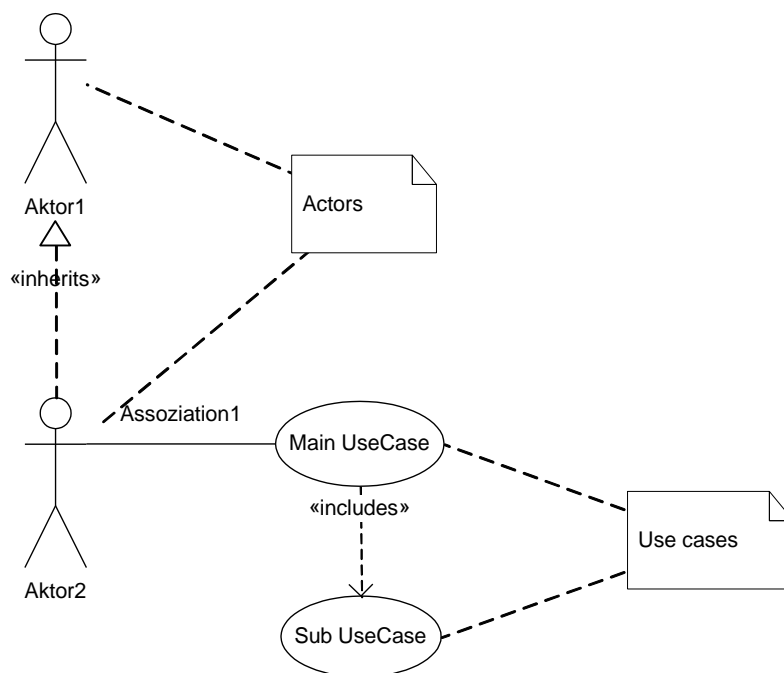 Aktor1
Actors
«inherits»
Assoziation1
Main UseCase
«includes»
Use cases
Aktor2
Sub UseCase